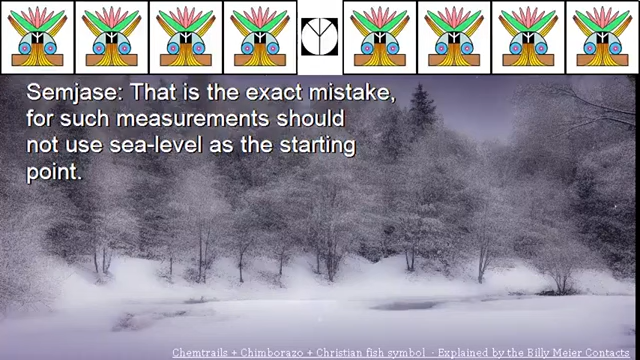 Semjase: That is the exact mistake,
for such measurements should
not use sea-level as the starting
point.
Chemtrails + Chimborazo + Christian fish symbol - Explained by the Billy Meier Contacts